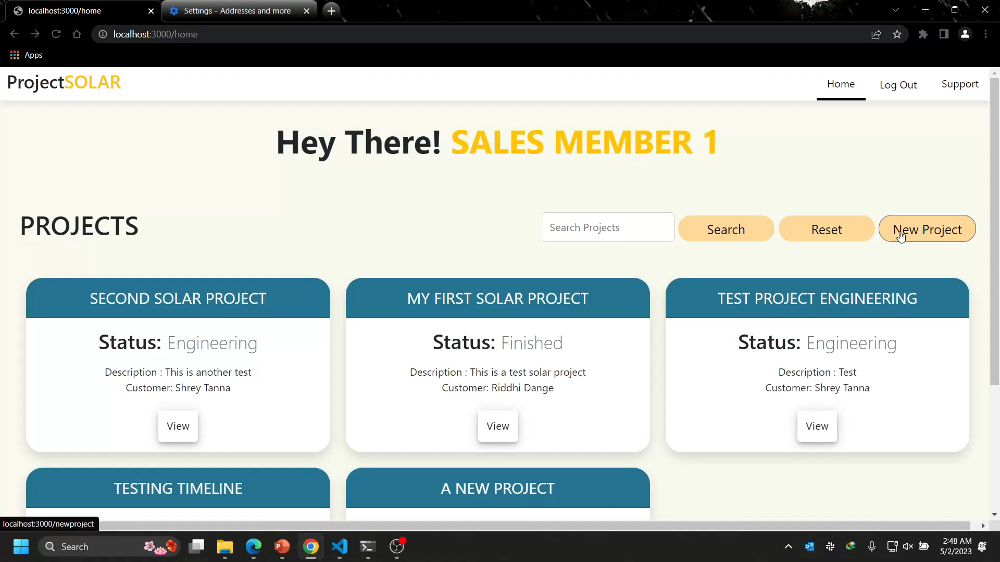 localhost:3000/home
Settings – Addresses and more
localhost:3000/home
Apps
ProjectSOLAR
Home
Log Out
Support
Hey There! SALES MEMBER 1
PROJECTS
Search Projects
Search
Reset
New Project
SECOND SOLAR PROJECT
Status: Engineering
Description : This is another test
Customer: Shrey Tanna
View
MY FIRST SOLAR PROJECT
Status: Finished
Description : This is a test solar project
Customer: Riddhi Dange
View
TEST PROJECT ENGINEERING
Status: Engineering
Description : Test
Customer: Shrey Tanna
View
TESTING TIMELINE
A NEW PROJECT
localhost:3000/newproject
Search
2:48 AM
5/2/2023